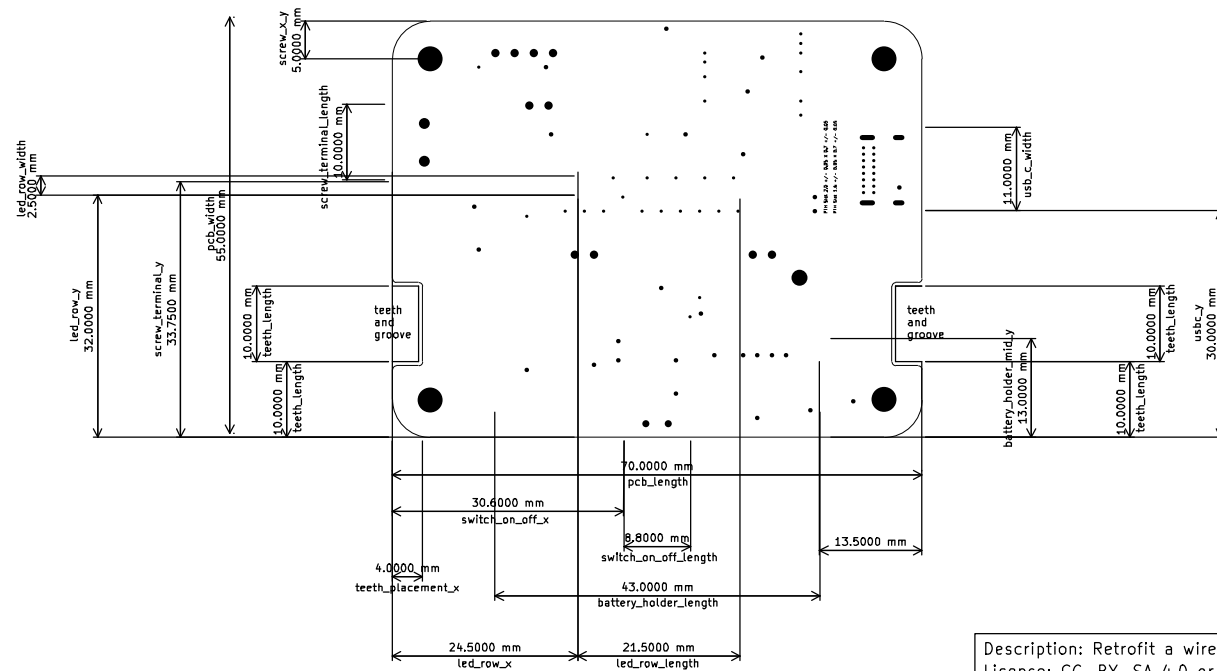 screw_x_y
5.0000 mm
screw_terminal_length
10.0000 mm
led_row_width
2.5000 mm
pcb_width
55.0000 mm
led_row_y
32.0000 mm
screw_terminal_y
33.7500 mm
10.0000 mm
teeth_length
10.0000 mm
teeth_length
teeth
and
groove
teeth
and
groove
11.0000 mm
usb_c_width
10.0000 mm
teeth_length
usbc_y
30.0000 mm
battery_holder_mid_y
13.0000 mm
10.0000 mm
teeth_length
70.0000 mm
pcb_length
30.6000 mm
switch_on_off_x
8.8000 mm
switch_on_off_length
13.5000 mm
4.0000 mm
teeth_placement_x
43.0000 mm
battery_holder_length
24.5000 mm
led_row_x
21.5000 mm
led_row_length
Description: Retrofit a wire